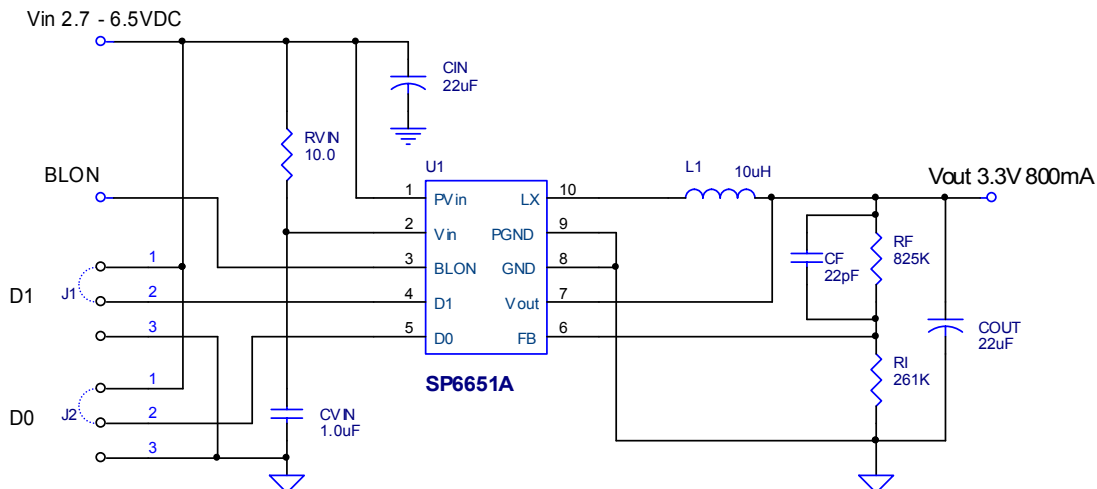 Vin 2.7 - 6.5VDC
CIN
22uF
RVIN
10.0
BLON
U1
1 PVin LX 10
L1 10uH
Vout 3.3V 800mA
2 Vin PGND 9
3 BLON GND 8
4 D1 Vout 7
5 D0 FB 6
SP6651A
CF
22pF
RF
825K
COUT
22uF
RI
261K
D1
J1
1
2
3
D0
J2
1
2
3
CVIN
1.0uF